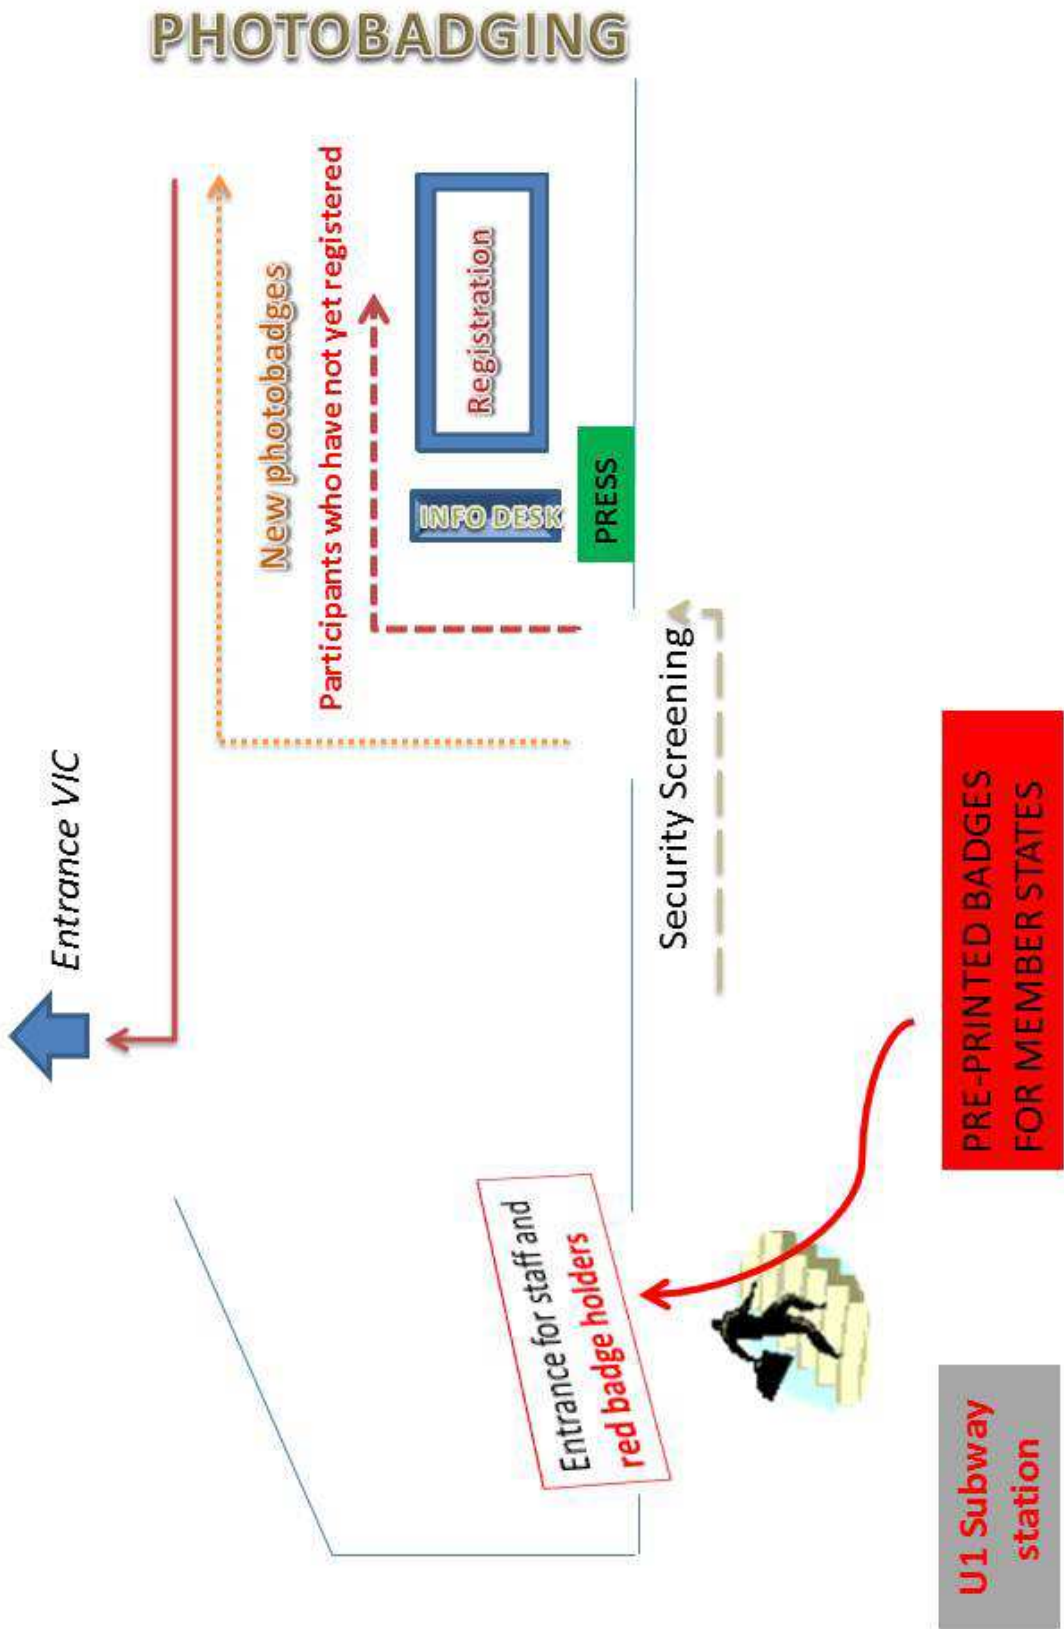 PHOTOBADGING
Entrance VIC
New photobadges
Participants who have not yet registered
Registration
INFO DESK
PRESS
Security Screening
Entrance for staff and
red badge holders
PRE-PRINTED BADGES
FOR MEMBER STATES
U1 Subway
station